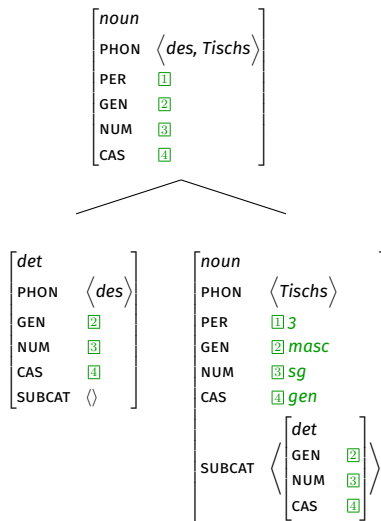 noun
PHON ⟨des, Tischs⟩
PER 1
GEN 2
NUM 3
CAS 4
det
PHON ⟨des⟩
GEN 2
NUM 3
CAS 4
SUBCAT ⟨⟩
noun
PHON ⟨Tischs⟩
PER 1 3
GEN 2 masc
NUM 3 sg
CAS 4 gen
SUBCAT ⟨
det
GEN 2
NUM 3
CAS 4
⟩